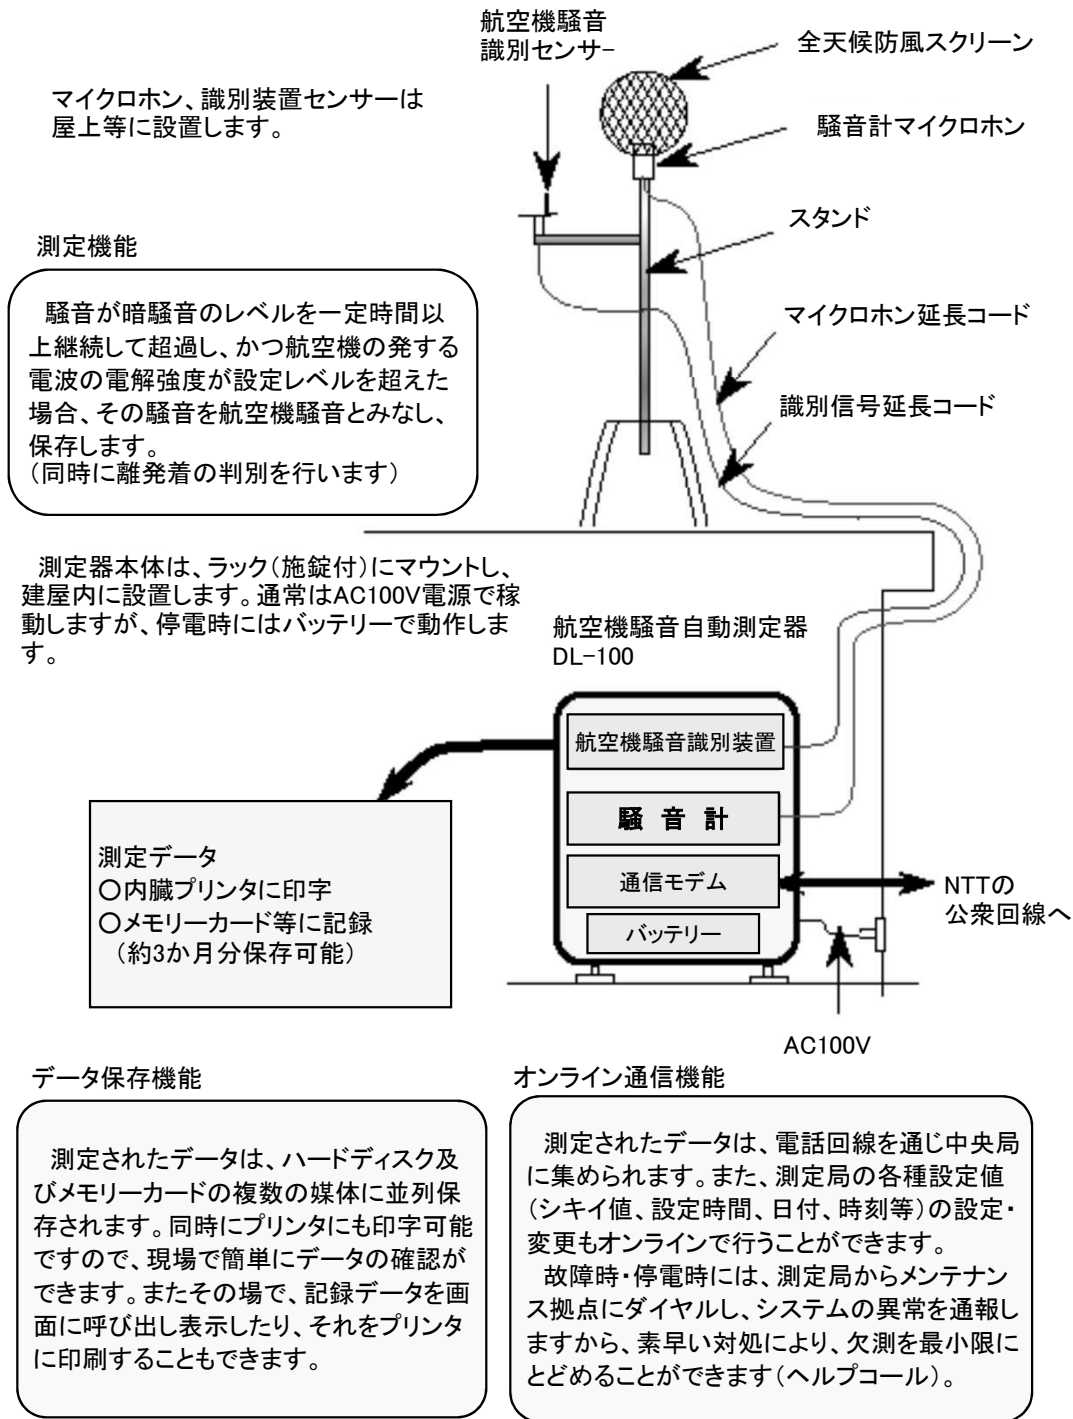 航空機騒音
識別センサー
全天候防風スクリーン
マイクロホン、識別装置センサーは
屋上等に設置します。
騒音計マイクロホン
スタンド
測定機能
騒音が暗騒音のレベルを一定時間以
上継続して超過し、かつ航空機の発する
電波の電解強度が設定レベルを超えた
場合、その騒音を航空機騒音とみなし、
保存します。
（同時に離発着の判別を行います）
マイクロホン延長コード
識別信号延長コード
測定器本体は、ラック（施錠付）にマウントし、
建屋内に設置します。通常はAC100V電源で稼
動しますが、停電時にはバッテリーで動作しま
す。
航空機騒音自動測定器
DL-100
航空機騒音識別装置
騒 音 計
通信モデム
バッテリー
測定データ
○内臓プリンタに印字
○メモリーカード等に記録
（約3か月分保存可能）
NTTの
公衆回線へ
AC100V
データ保存機能
測定されたデータは、ハードディスク及
びメモリーカードの複数の媒体に並列保
存されます。同時にプリンタにも印字可能
ですので、現場で簡単にデータの確認が
できます。またその場で、記録データを画
面に呼び出し表示したり、それをプリンタ
に印刷することもできます。
オンライン通信機能
測定されたデータは、電話回線を通じ中央局
に集められます。また、測定局の各種設定値
（シキイ値、設定時間、日付、時刻等）の設定・
変更もオンラインで行うことができます。
故障時・停電時には、測定局からメンテナン
ス拠点にダイヤルし、システムの異常を通報し
ますから、素早い対処により、欠測を最小限に
とどめることができます（ヘルプコール）。